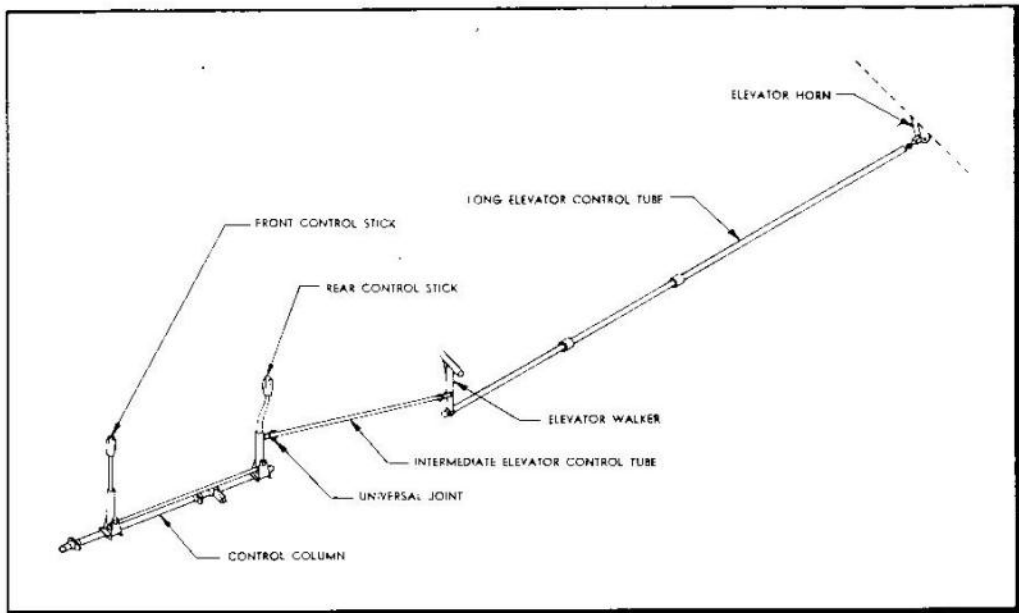 ELEVATOR HORN
LONG ELEVATOR CONTROL TUBE
FRONT CONTROL STICK
REAR CONTROL STICK
ELEVATOR WALKER
INTERMEDIATE ELEVATOR CONTROL TUBE
UNIVERSAL JOINT
CONTROL COLUMN